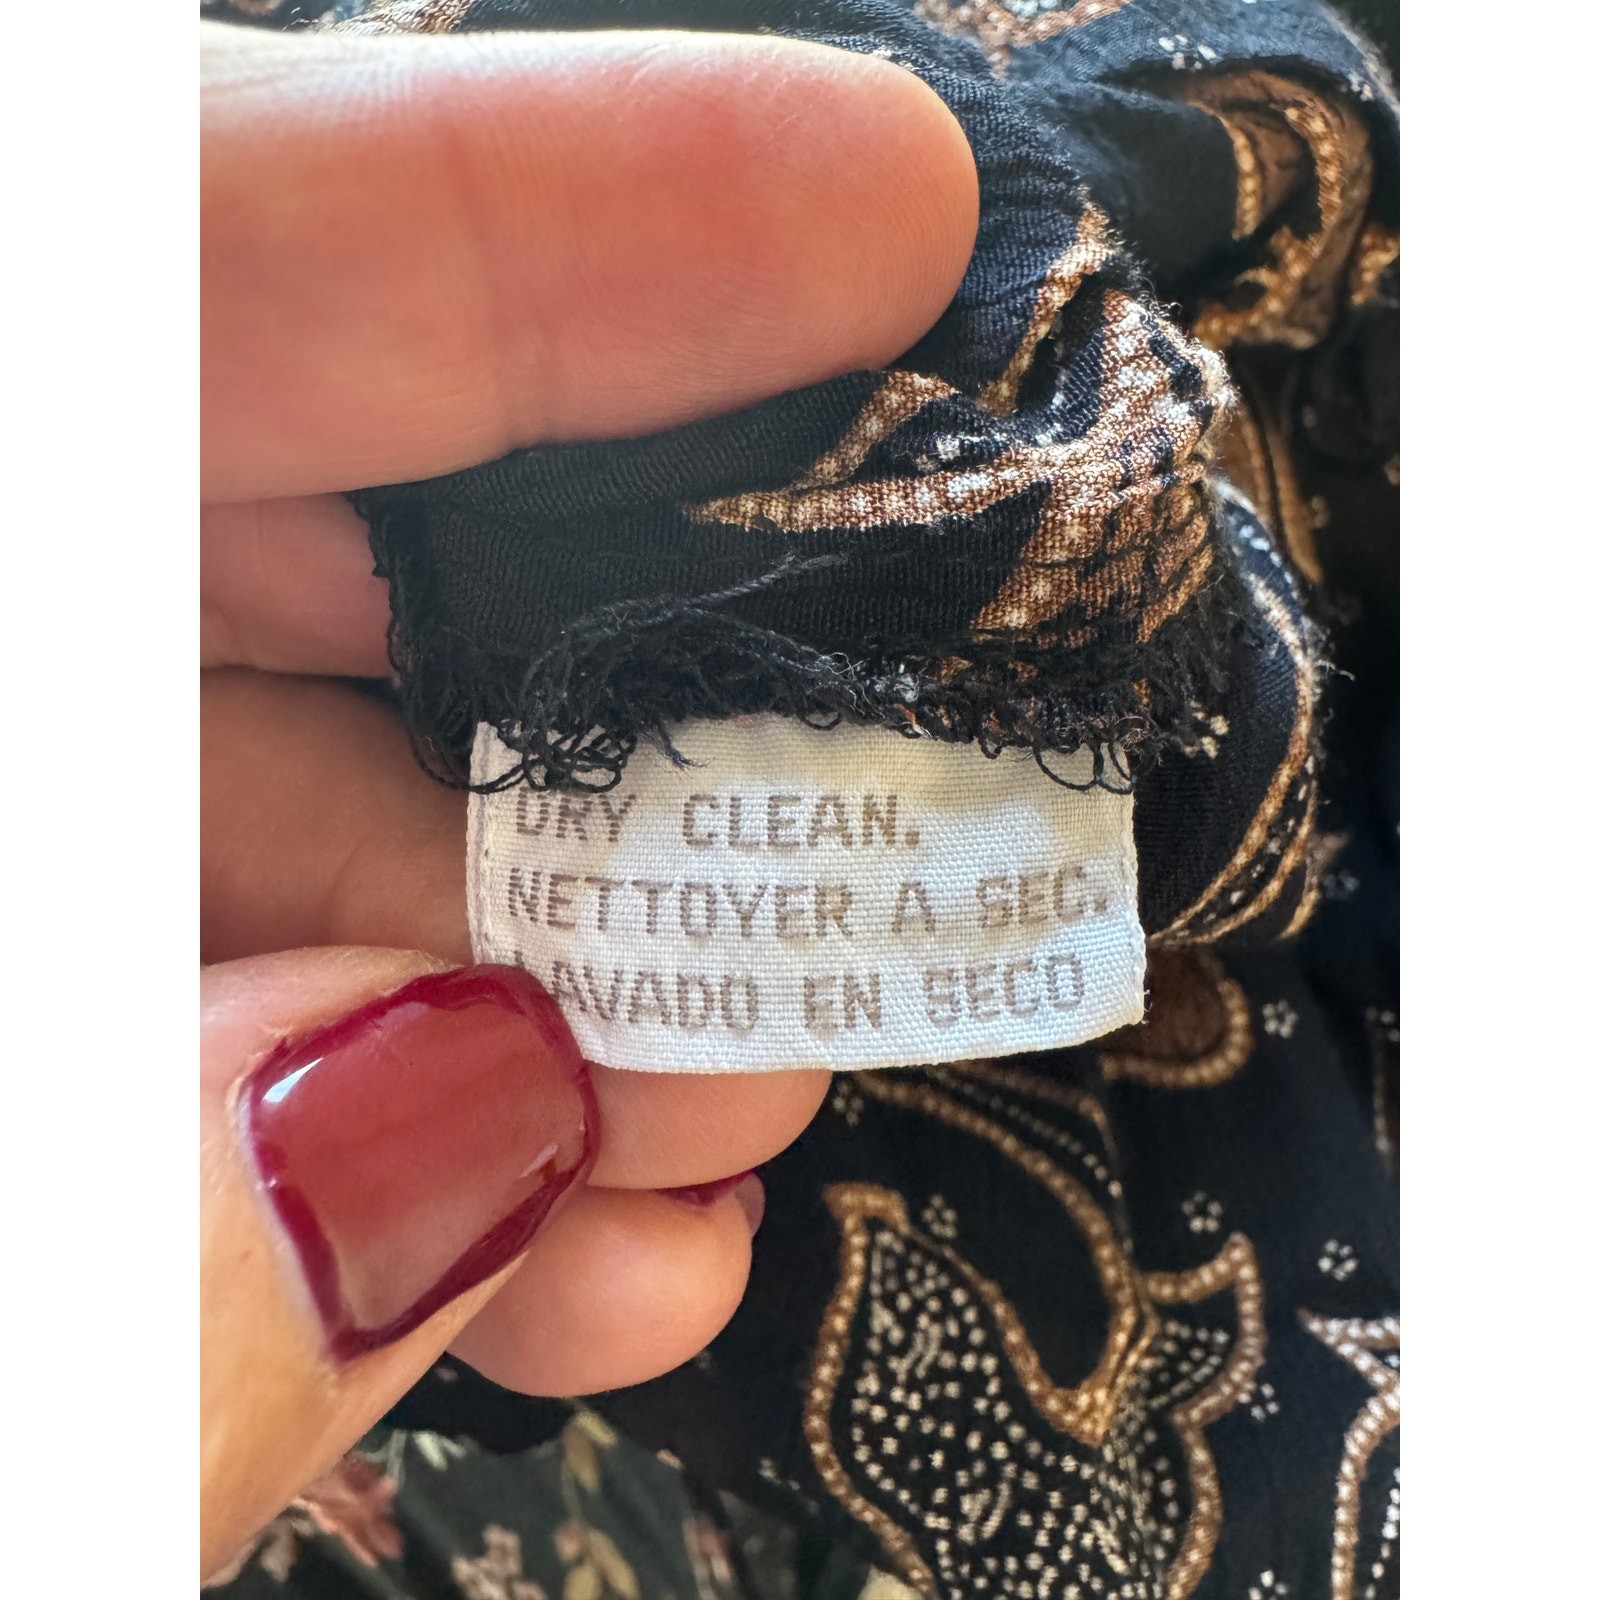 DRY CLEAN.
NETTOYER A SEC.
LAVADO EN SECO